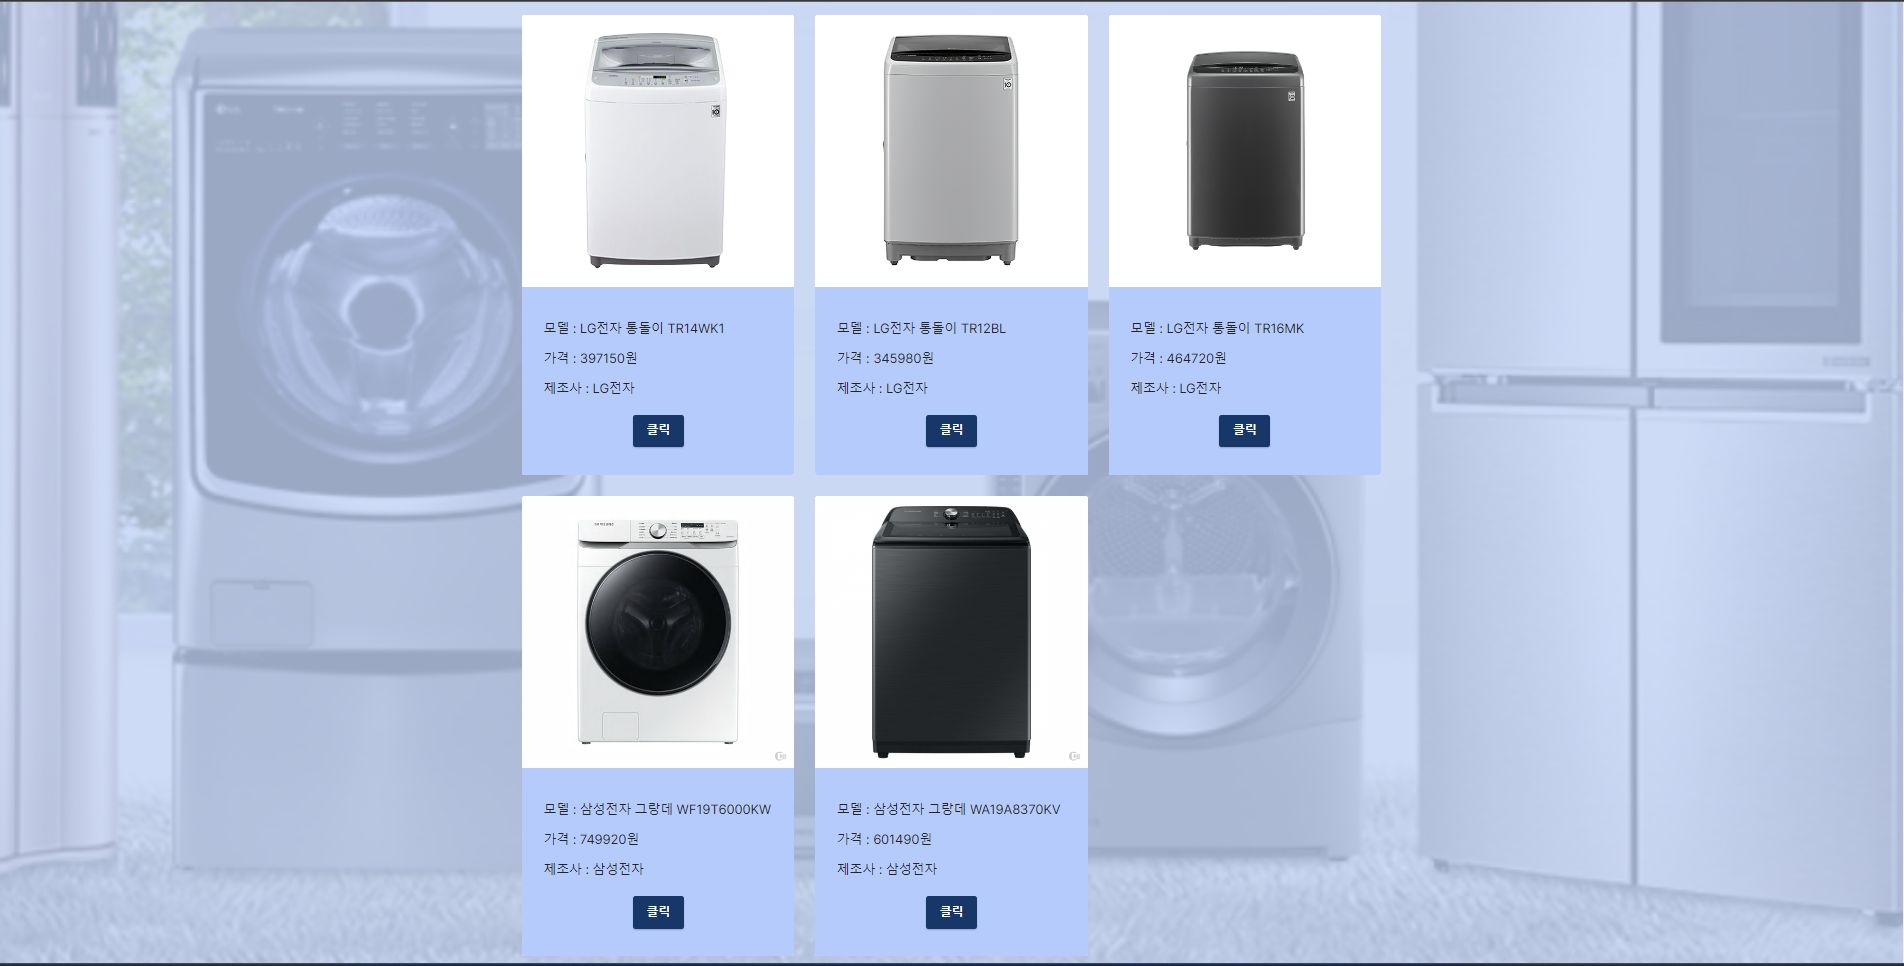 모델 : LG전자 통돌이 TR14WK1
가격 : 397150원
제조사 : LG전자
클릭
모델 : LG전자 통돌이 TR12BL
가격 : 345980원
제조사 : LG전자
클릭
모델 : LG전자 통돌이 TR16MK
가격 : 464720원
제조사 : LG전자
클릭
모델 : 삼성전자 그랑데 WF19T6000KW
가격 : 749920원
제조사 : 삼성전자
클릭
모델 : 삼성전자 그랑데 WA19A8370KV
가격 : 601490원
제조사 : 삼성전자
클릭